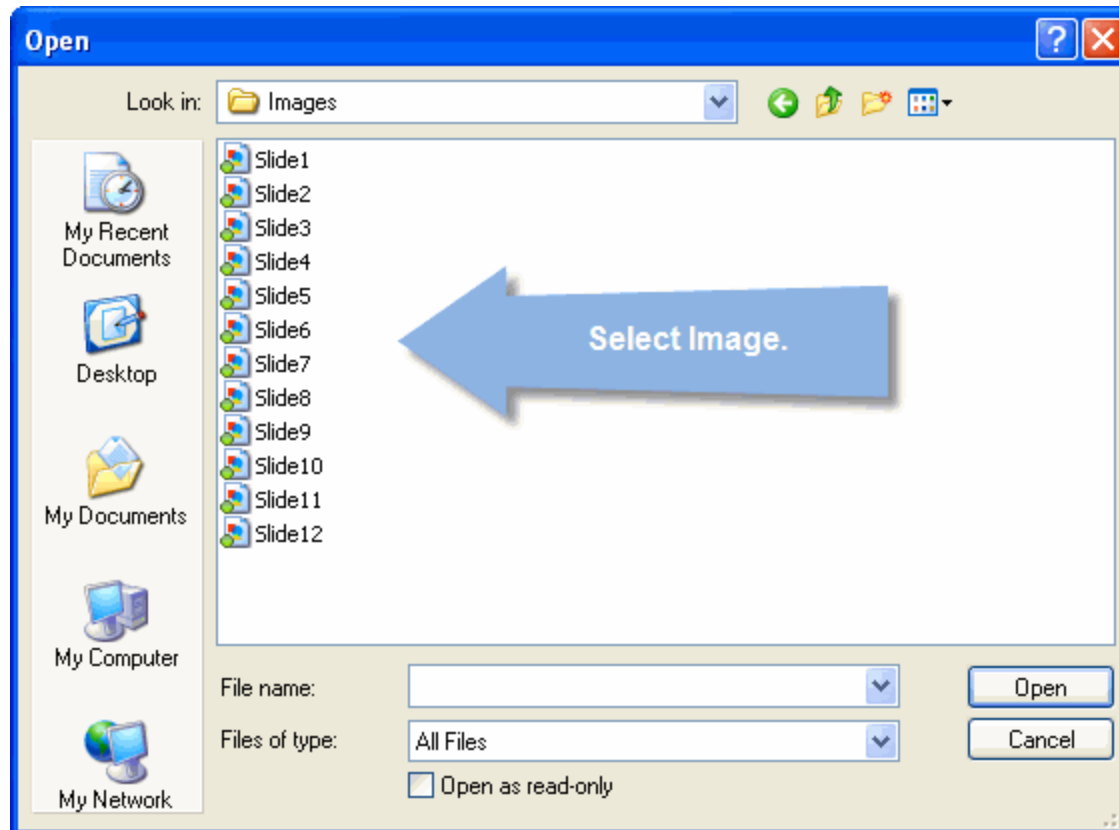 Open
Look in:
Images
My Recent
Documents
Desktop
My Documents
My Computer
My Network
Slide1
Slide2
Slide3
Slide4
Slide5
Slide6
Slide7
Slide8
Slide9
Slide10
Slide11
Slide12
Select Image.
File name:
Open
Files of type:
All Files
Cancel
Open as read-only